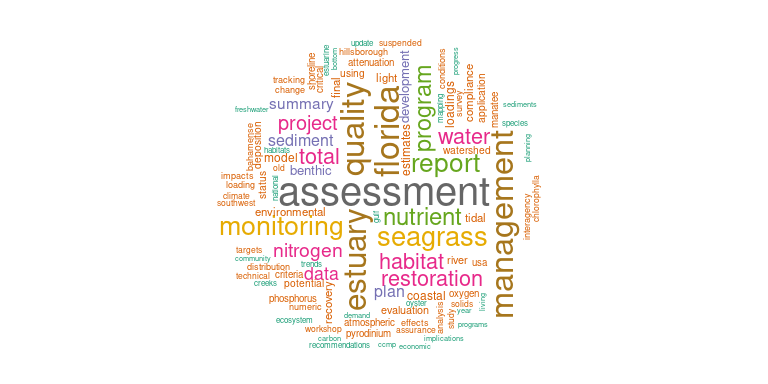 update
suspended
hillsborough
attenuation
progress
conditions
estuarine
bottom
shoreline
critical
tracking
change
using
light
final
development
program
loadings
survey
compliance
application
manatee
mapping
freshwater
summary
quality
florida
sediments
project
species
water
estimates
planning
bahamense
deposition
sediment
habitats
model
total
watershed
report
old
benthic
impacts
status
loading
national
assessment
management
climate
southwest
environmental
estuary
gulf
nutrient
tidal
interagency
chlorophylla
monitoring
seagrass
targets
nitrogen
community
trends
habitat
river
usa
distribution
technical
criteria
data
restoration
creeks
potential
recovery
plan
coastal
oxygen
living
phosphorus
numeric
oyster
solids
evaluation
year
demand
analysis
study
ecosystem
atmospheric
effects
programs
workshop
pyrodinium
assurance
carbon
implications
recommendations
ccmp
economic